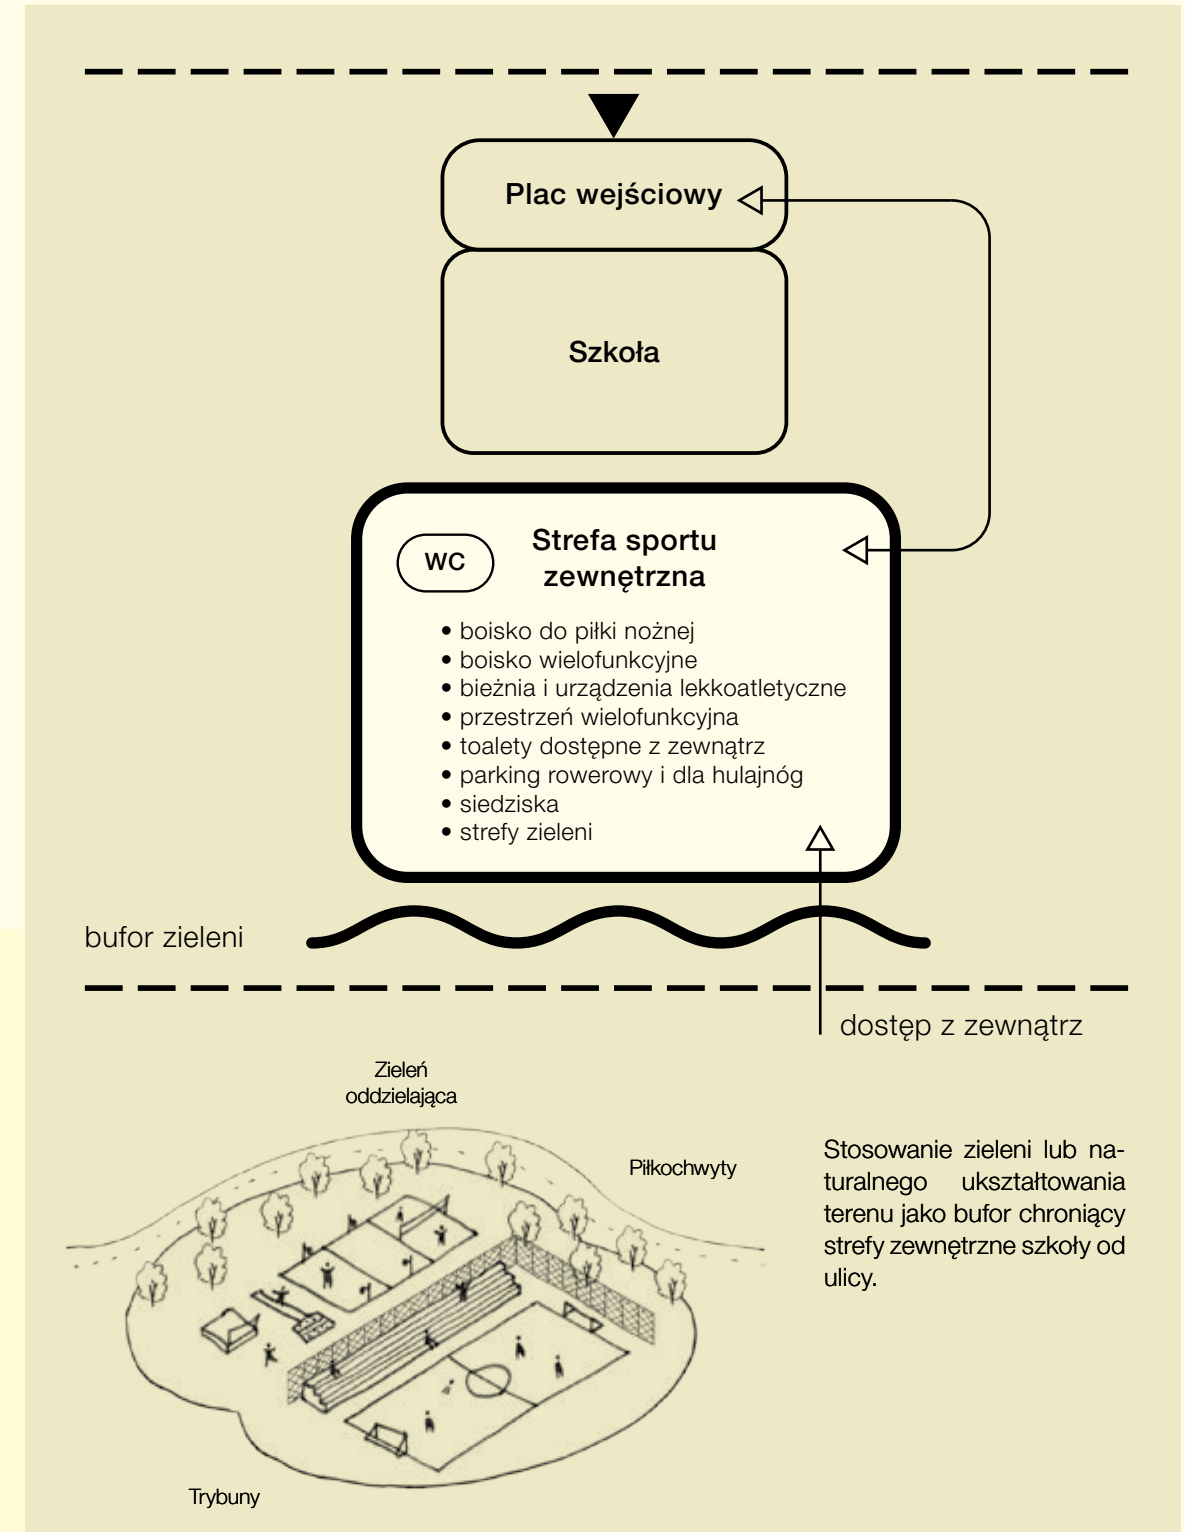 Plac wejściowy
Szkoła
WC
Strefa sportu
zewnętrzna
• boisko do piłki nożnej
• boisko wielofunkcyjne
• bieżnia i urządzenia lekkoatletyczne
• przestrzeń wielofunkcyjna
• toalety dostępne z zewnątrz
• parking rowerowy i dla hulajnóg
• siedziska
• strefy zieleni
bufor zieleni
dostęp z zewnątrz
Zieleń
oddzielająca
Piłkochwyty
Stosowanie zieleni lub na-
turalnego ukształtowania
terenu jako bufor chroniący
strefy zewnętrzne szkoły od
ulicy.
Trybuny